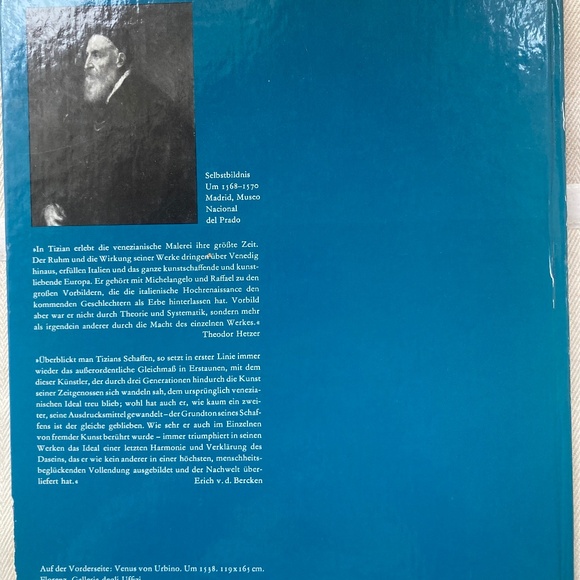 Selbstbildnis
Um 1568–1570
Madrid, Museo
Nacional
del Prado
»In Tizian erlebt die venezianische Malerei ihre größte Zeit.
Der Ruhm und die Wirkung seiner Werke dringen über Venedig
hinaus, erfüllen Italien und das ganze kunstschaffende und kunst-
liebende Europa. Er gehört mit Michelangelo und Raffael zu den
großen Vorbildern, die die italienische Hochrenaissance den
kommenden Geschlechtern als Erbe hinterlassen hat. Vorbild
aber war er nicht durch Theorie und Systematik, sondern mehr
als irgendein anderer durch die Macht des einzelnen Werkes.«
Theodor Hetzer
»Überblickt man Tizians Schaffen, so setzt in erster Linie immer
wieder das außerordentliche Gleichmaß in Erstaunen, mit dem
dieser Künstler, der durch drei Generationen hindurch die Kunst
seiner Zeitgenossen sich wandeln sah, dem ursprünglich venezia-
nischen Ideal treu blieb; wohl hat auch er, wie kaum ein zwei-
ter, seine Ausdrucksmittel gewandelt – der Grundton seines Schaf-
fens ist der gleiche geblieben. Wie sehr er auch im Einzelnen
von fremder Kunst berührt wurde – immer triumphiert in seinen
Werken das Ideal einer letzten Harmonie und Verklärung des
Daseins, das er wie kein anderer in einer höchsten, menschheits-
beglückenden Vollendung ausgebildet und der Nachwelt über-
liefert hat.« Erich v. d. Bercken
Auf der Vorderseite: Venus von Urbino. Um 1538. 119x165 cm.
Florenz, Galleria degli Uffizi